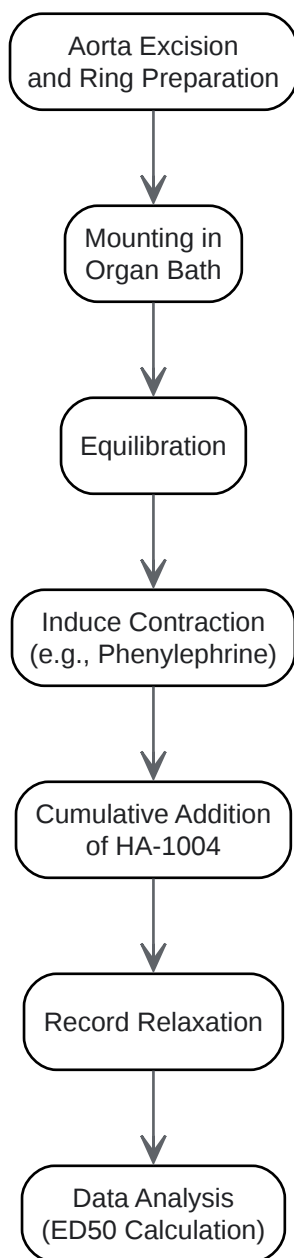 Aorta Excision
and Ring Preparation
Mounting in
Organ Bath
Equilibration
Induce Contraction
(e.g., Phenylephrine)
Cumulative Addition
of HA-1004
Record Relaxation
Data Analysis
(ED50 Calculation)